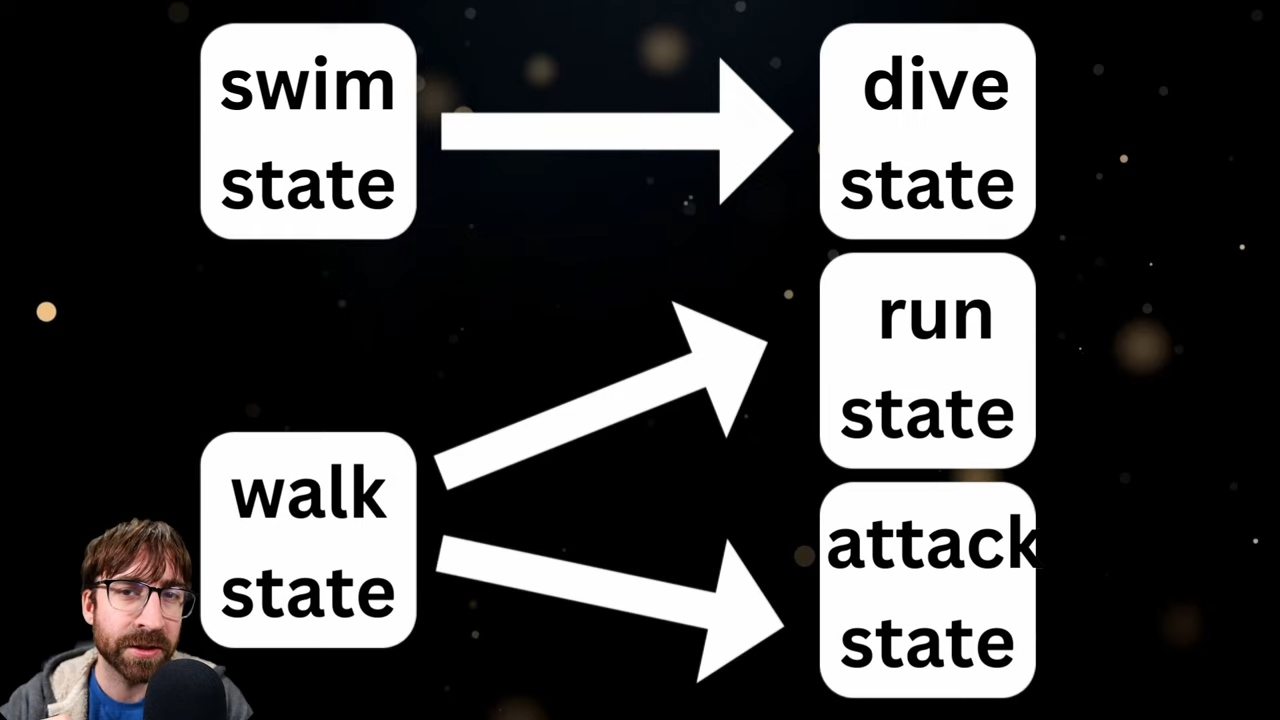 swim
state
dive
state
run
state
walk
state
attack
state